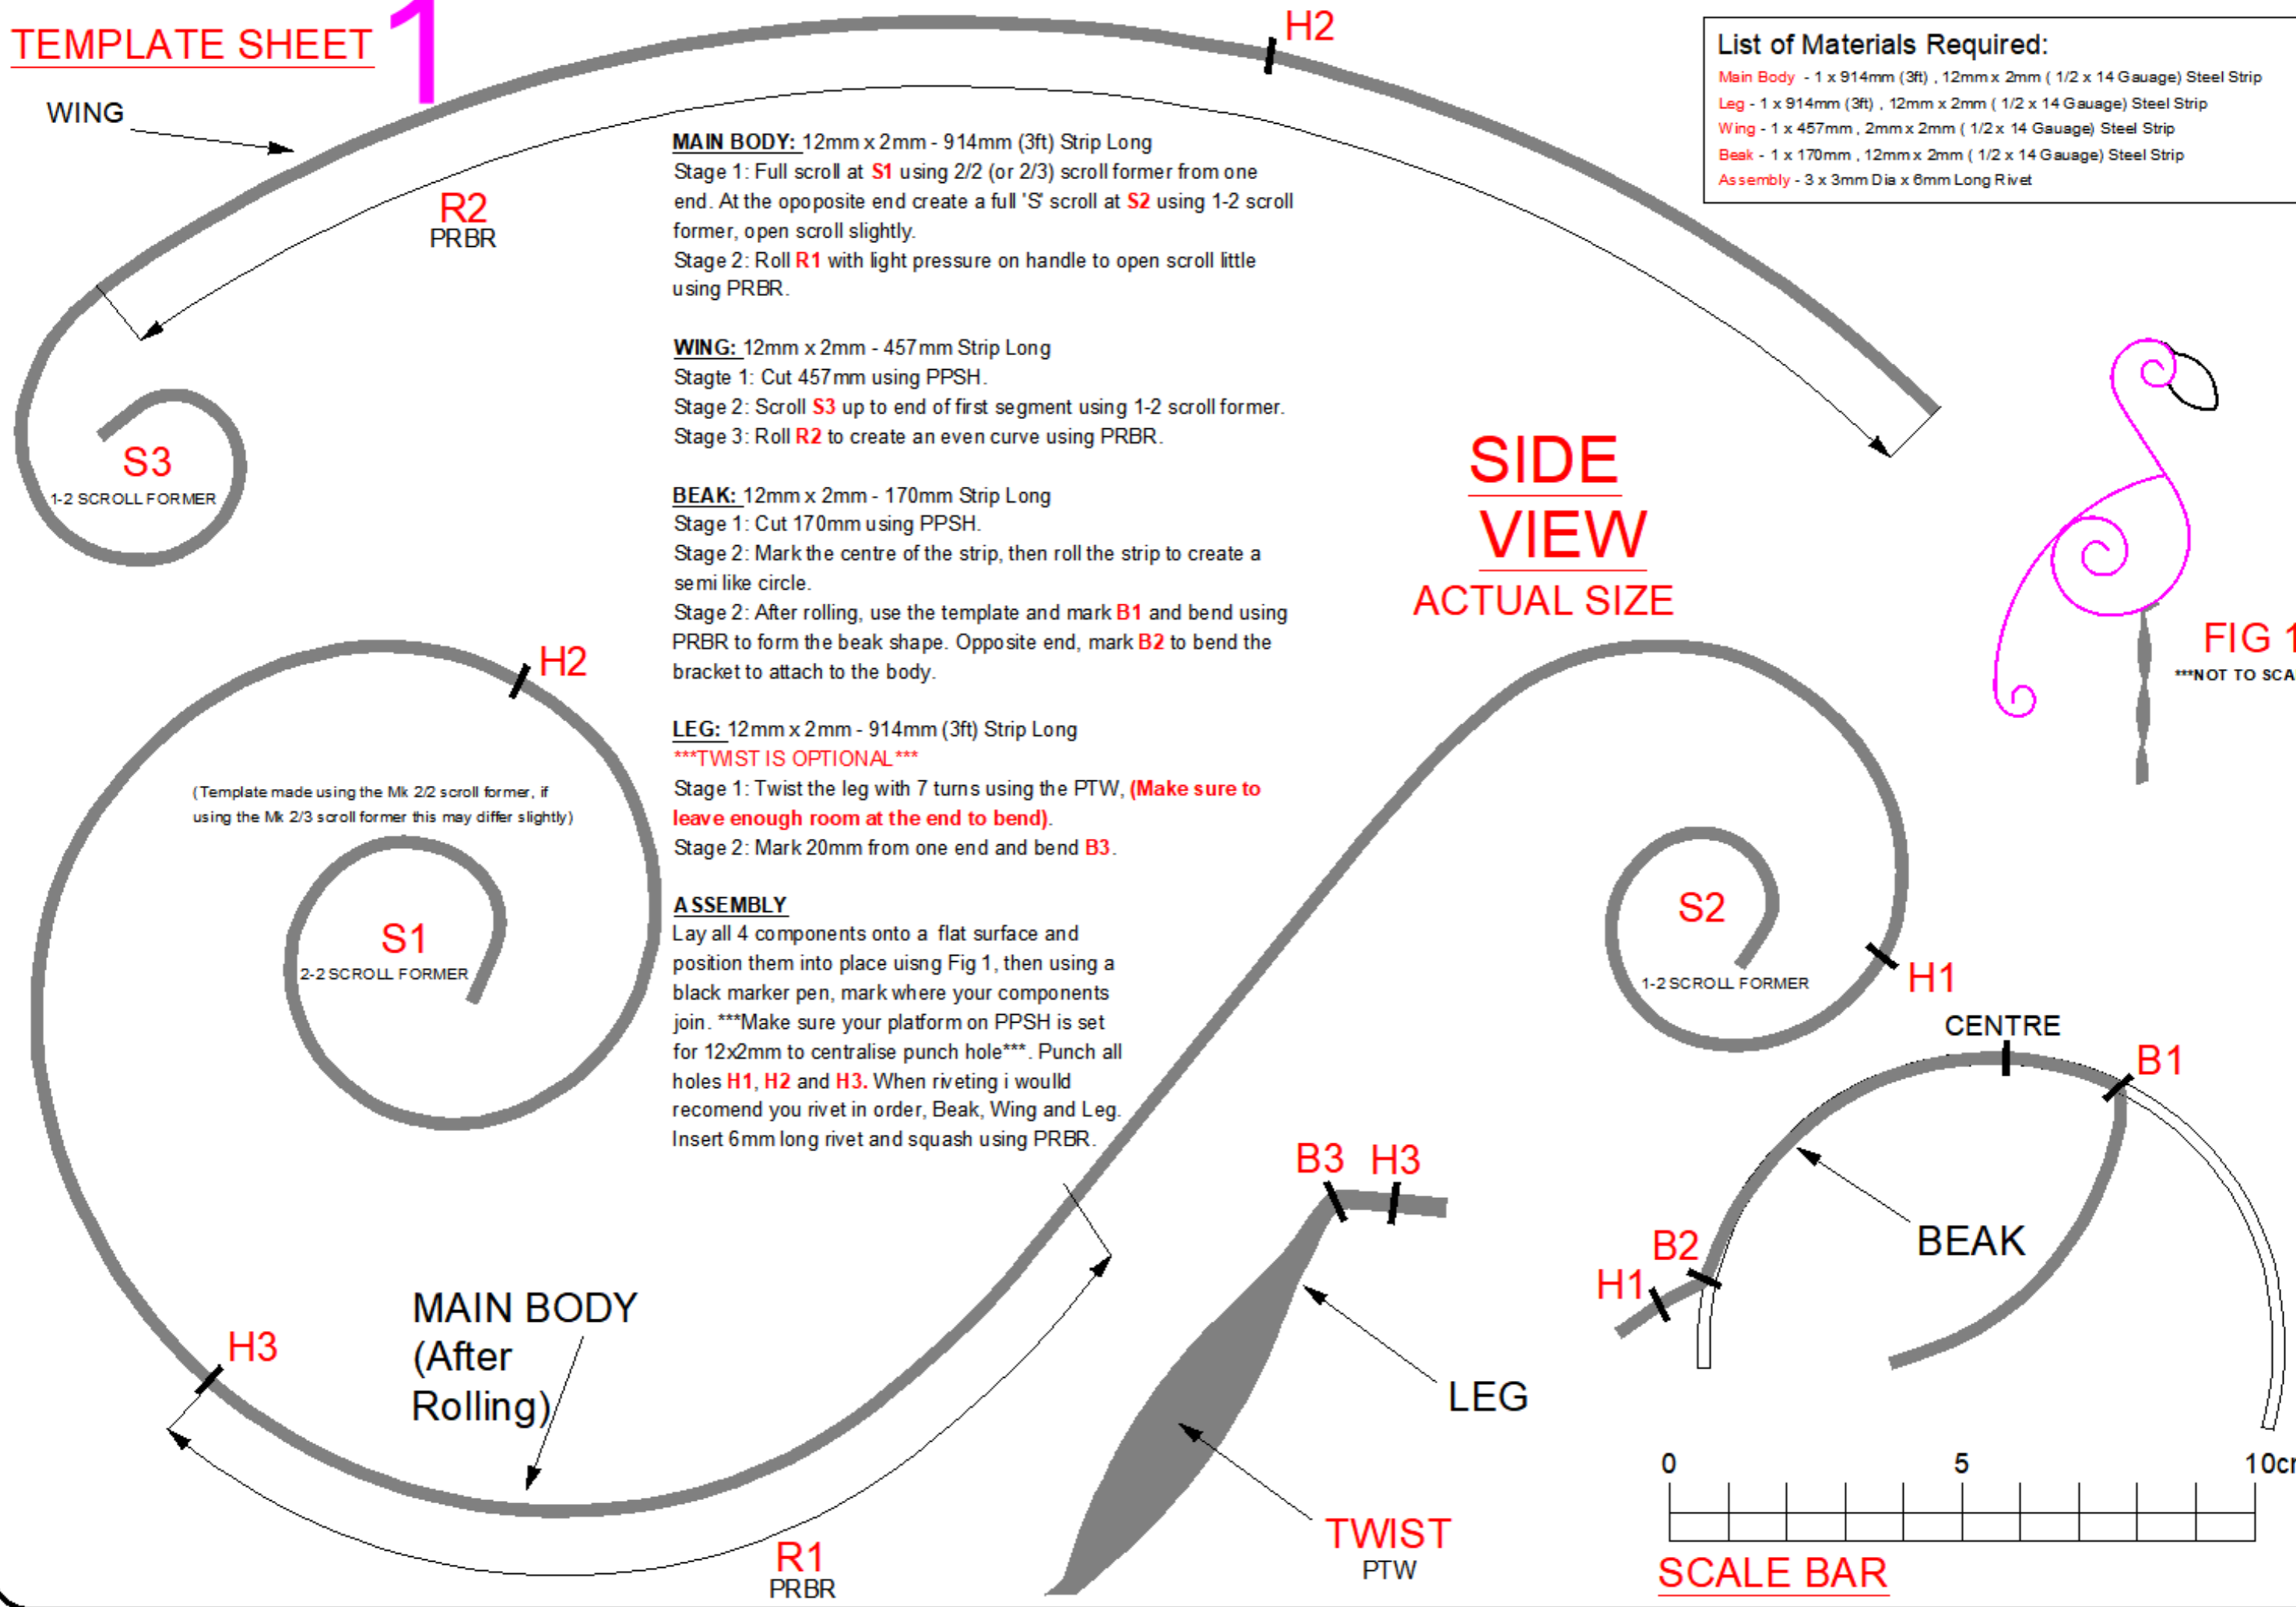 TEMPLATE SHEET 1
WING
R2
PRBR
H2
List of Materials Required:
Main Body - 1 x 914mm (3ft) , 12mm x 2mm ( 1/2 x 14 Gauage) Steel Strip
Leg - 1 x 914mm (3ft) , 12mm x 2mm ( 1/2 x 14 Gauage) Steel Strip
Wing - 1 x 457mm , 2mm x 2mm ( 1/2 x 14 Gauage) Steel Strip
Beak - 1 x 170mm , 12mm x 2mm ( 1/2 x 14 Gauage) Steel Strip
Assembly - 3 x 3mm Dia x 6mm Long Rivet
MAIN BODY: 12mm x 2mm - 914mm (3ft) Strip Long
Stage 1: Full scroll at S1 using 2/2 (or 2/3) scroll former from one
end. At the opoposite end create a full 'S' scroll at S2 using 1-2 scroll
former, open scroll slightly.
Stage 2: Roll R1 with light pressure on handle to open scroll little
using PRBR.
WING: 12mm x 2mm - 457mm Strip Long
Stagte 1: Cut 457mm using PPSH.
Stage 2: Scroll S3 up to end of first segment using 1-2 scroll former.
Stage 3: Roll R2 to create an even curve using PRBR.
BEAK: 12mm x 2mm - 170mm Strip Long
Stage 1: Cut 170mm using PPSH.
Stage 2: Mark the centre of the strip, then roll the strip to create a
semi like circle.
Stage 2: After rolling, use the template and mark B1 and bend using
PRBR to form the beak shape. Opposite end, mark B2 to bend the
bracket to attach to the body.
LEG: 12mm x 2mm - 914mm (3ft) Strip Long
***TWIST IS OPTIONAL***
Stage 1: Twist the leg with 7 turns using the PTW, (Make sure to
leave enough room at the end to bend).
Stage 2: Mark 20mm from one end and bend B3.
ASSEMBLY
Lay all 4 components onto a flat surface and
position them into place uisng Fig 1, then using a
black marker pen, mark where your components
join. ***Make sure your platform on PPSH is set
for 12x2mm to centralise punch hole***. Punch all
holes H1, H2 and H3. When riveting i woulld
recomend you rivet in order, Beak, Wing and Leg.
Insert 6mm long rivet and squash using PRBR.
S3
1-2 SCROLL FORMER
SIDE
VIEW
ACTUAL SIZE
FIG 1
***NOT TO SCA
H2
(Template made using the Mk 2/2 scroll former, if
using the Mk 2/3 scroll former this may differ slightly)
S1
2-2 SCROLL FORMER
S2
1-2 SCROLL FORMER
H1
CENTRE
B1
B3 H3
B2
H1
BEAK
MAIN BODY
(After
Rolling)
H3
LEG
R1
PRBR
TWIST
PTW
0 5 10cm
SCALE BAR